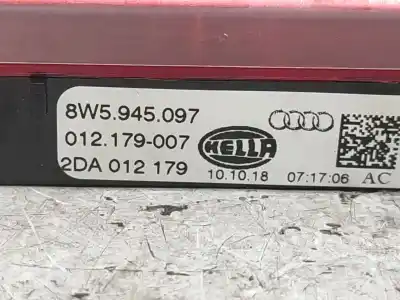 8W5.945.097
012.179-007
HELLA
2DA 012 179
10.10.18
07:17:06
AC